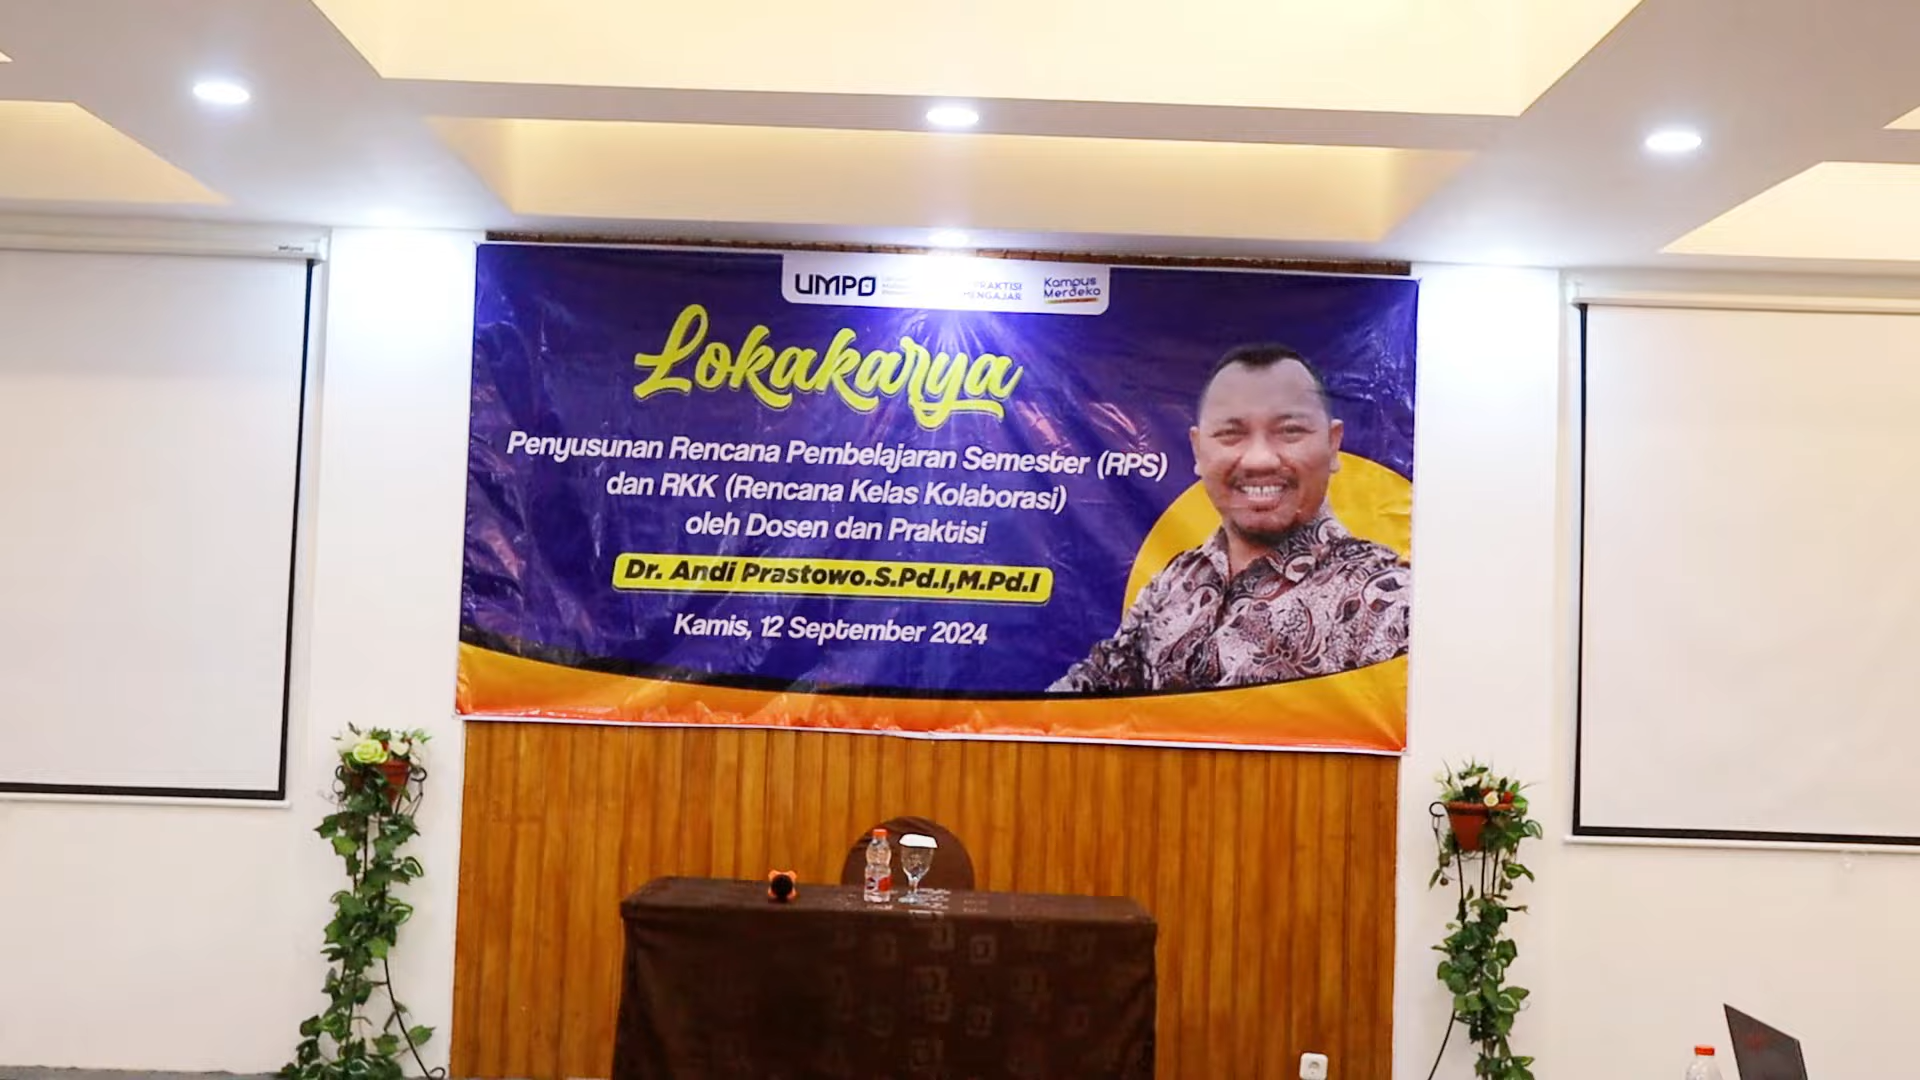 UMPO
PRAKTISI
MENGAJAR
Kampus
Merdeka
Lokakarya
Penyusunan Rencana Pembelajaran Semester (RPS)
dan RKK (Rencana Kelas Kolaborasi)
oleh Dosen dan Praktisi
Dr. Andi Prastowo.S.Pd.I,M.Pd.I
Kamis, 12 September 2024